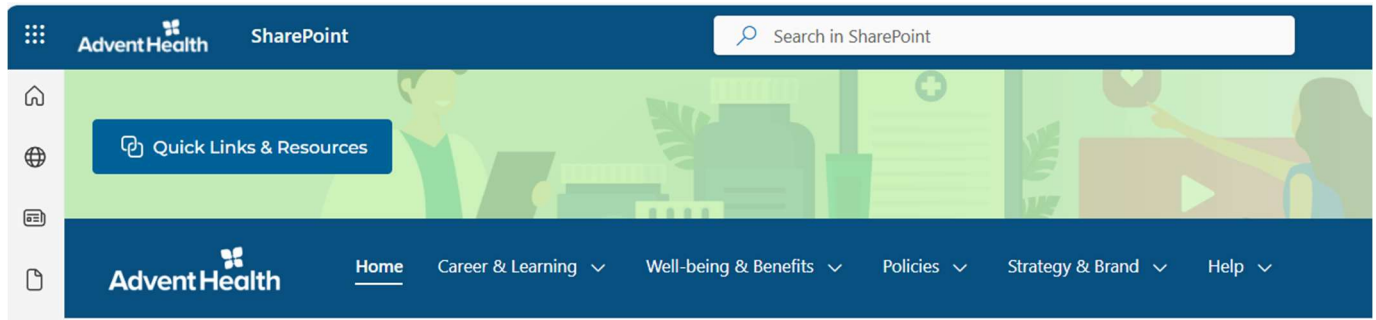 AdventHealth SharePoint Search in SharePoint
Quick Links & Resources
AdventHealth Home Career & Learning Well-being & Benefits Policies Strategy & Brand Help